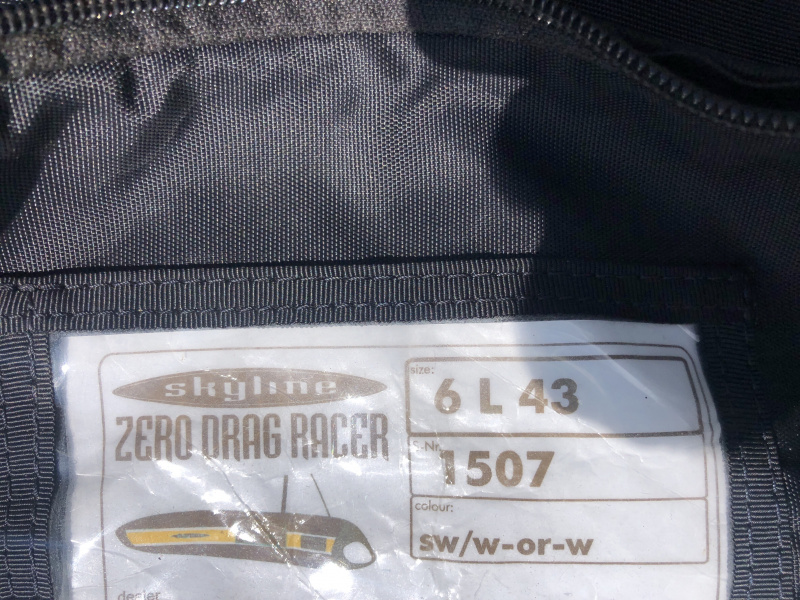 skyline
ZERO DRAG RACER
size:
6 L 43
S-Nr.
1507
colour:
sw/w-or-w
dealer